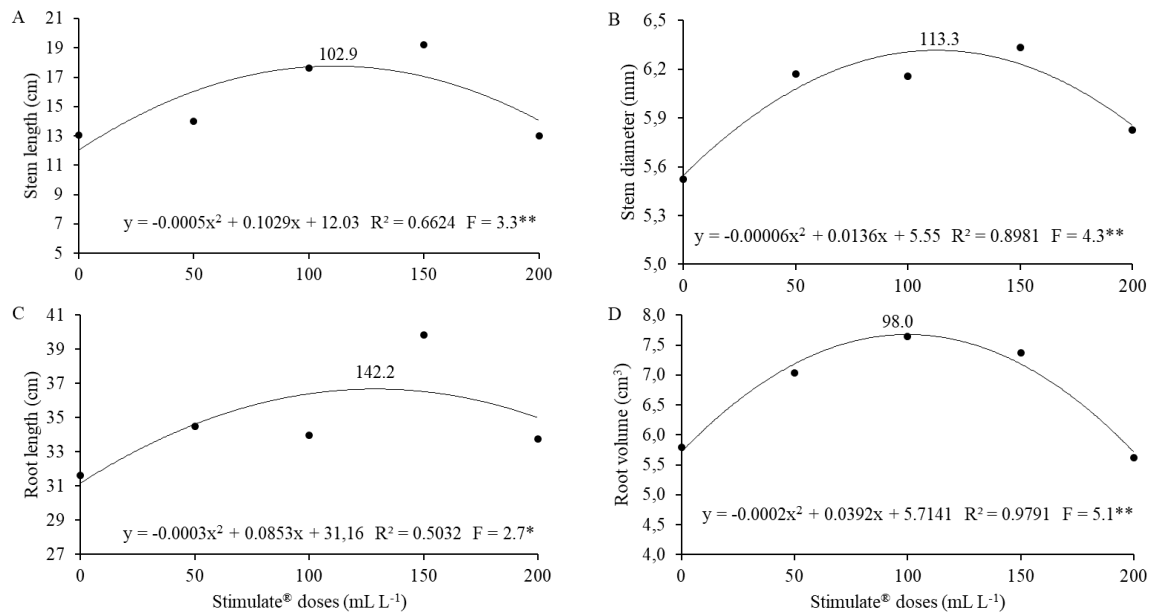 A
21
19
17
15
13
11
9
7
5
Stem length (cm)
102.9
y = -0.0005x² + 0.1029x + 12.03 R² = 0.6624 F = 3.3**
0 50 100 150 200
B
6,5
6,2
5,9
5,6
5,3
5,0
Stem diameter (mm)
113.3
y = -0.00006x² + 0.0136x + 5.55 R² = 0.8981 F = 4.3**
0 50 100 150 200
C
41
39
37
35
33
31
29
27
Root length (cm)
142.2
y = -0.0003x² + 0.0853x + 31,16 R² = 0.5032 F = 2.7*
0 50 100 150 200
Stimulate® doses (mL L⁻¹)
D
8,0
7,5
7,0
6,5
6,0
5,5
5,0
4,5
4,0
Root volume (cm³)
98.0
y = -0.0002x² + 0.0392x + 5.7141 R² = 0.9791 F = 5.1**
0 50 100 150 200
Stimulate® doses (mL L⁻¹)